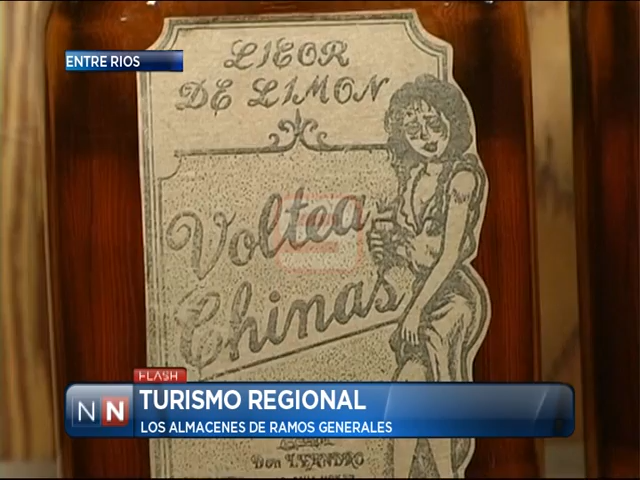 ENTRE RIOS
LICOR
DE LIMON
Voltea
Chinas
FLASH
NN
TURISMO REGIONAL
LOS ALMACENES DE RAMOS GENERALES
Don LEANDRO